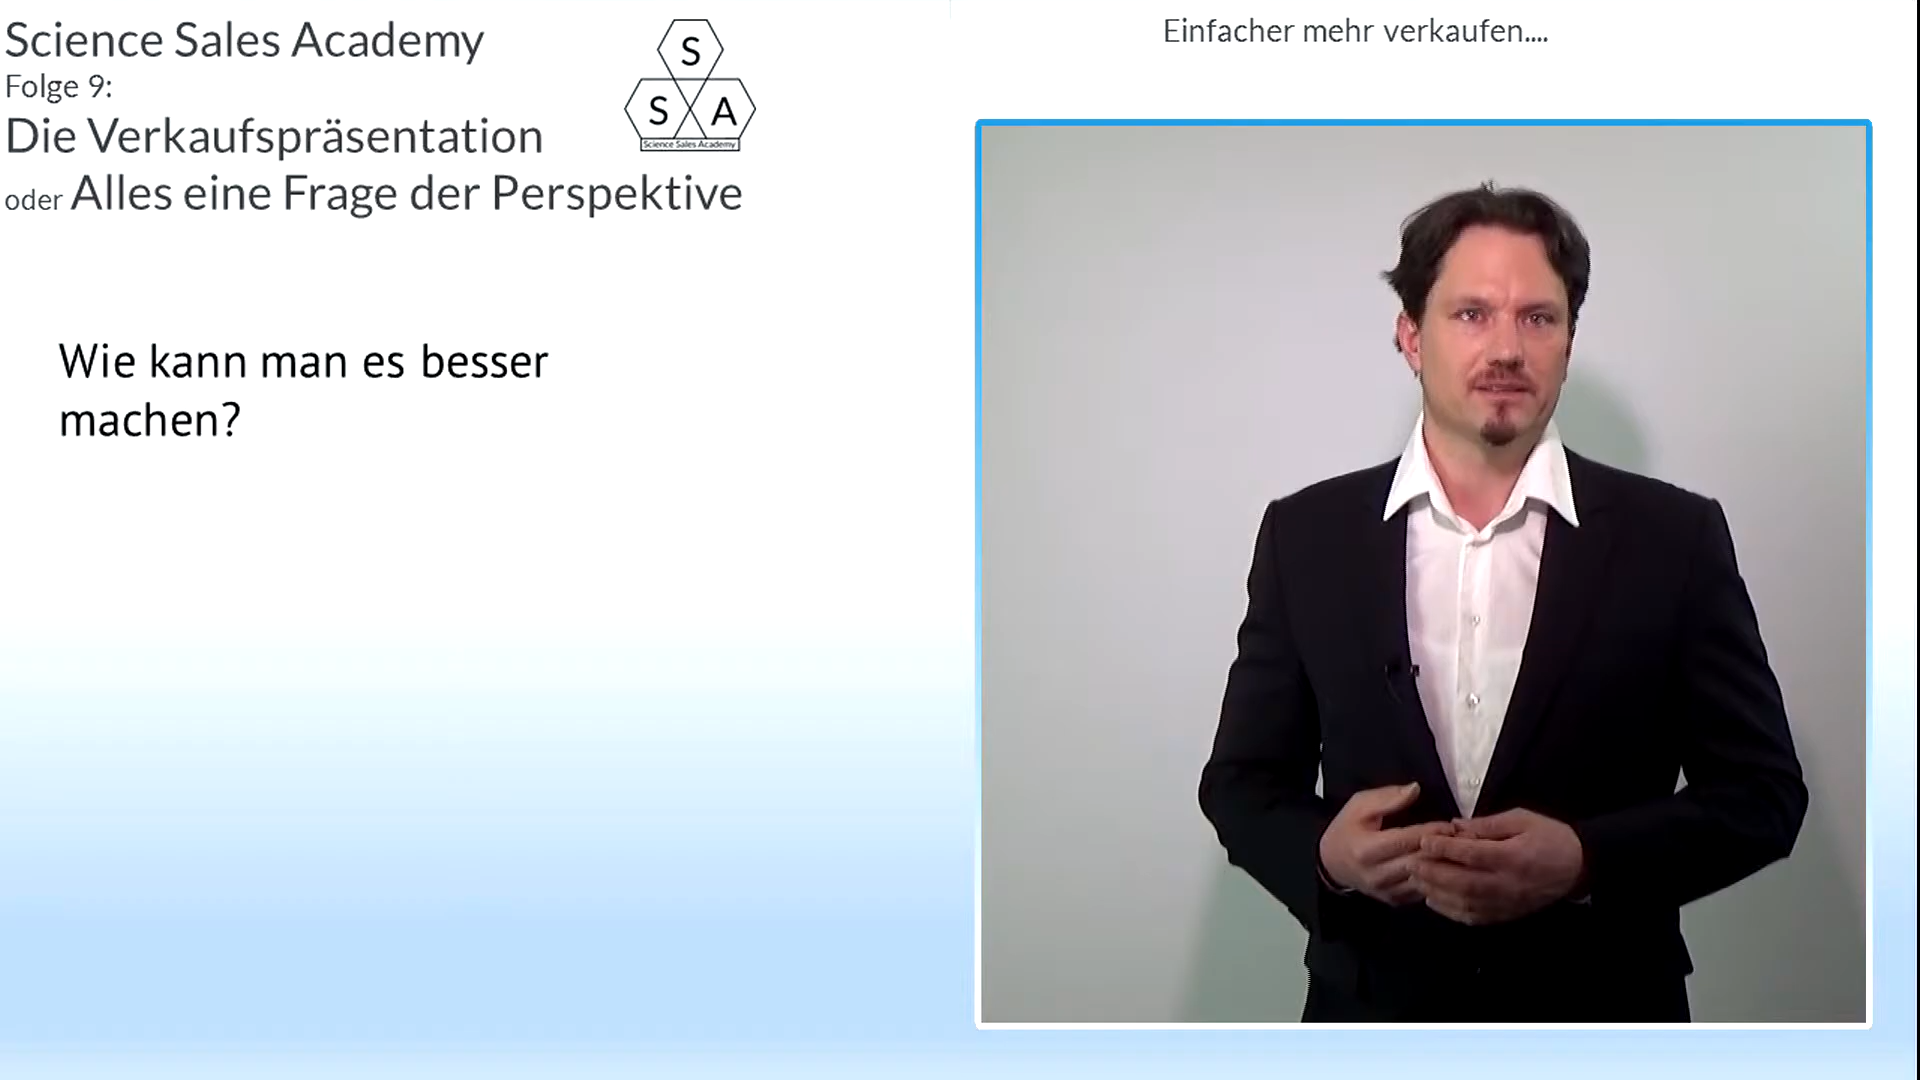 Science Sales Academy
Folge 9:
Die Verkaufspräsentation
oder Alles eine Frage der Perspektive
S
S A
Science Sales Academy
Einfacher mehr verkaufen....
Wie kann man es besser
machen?